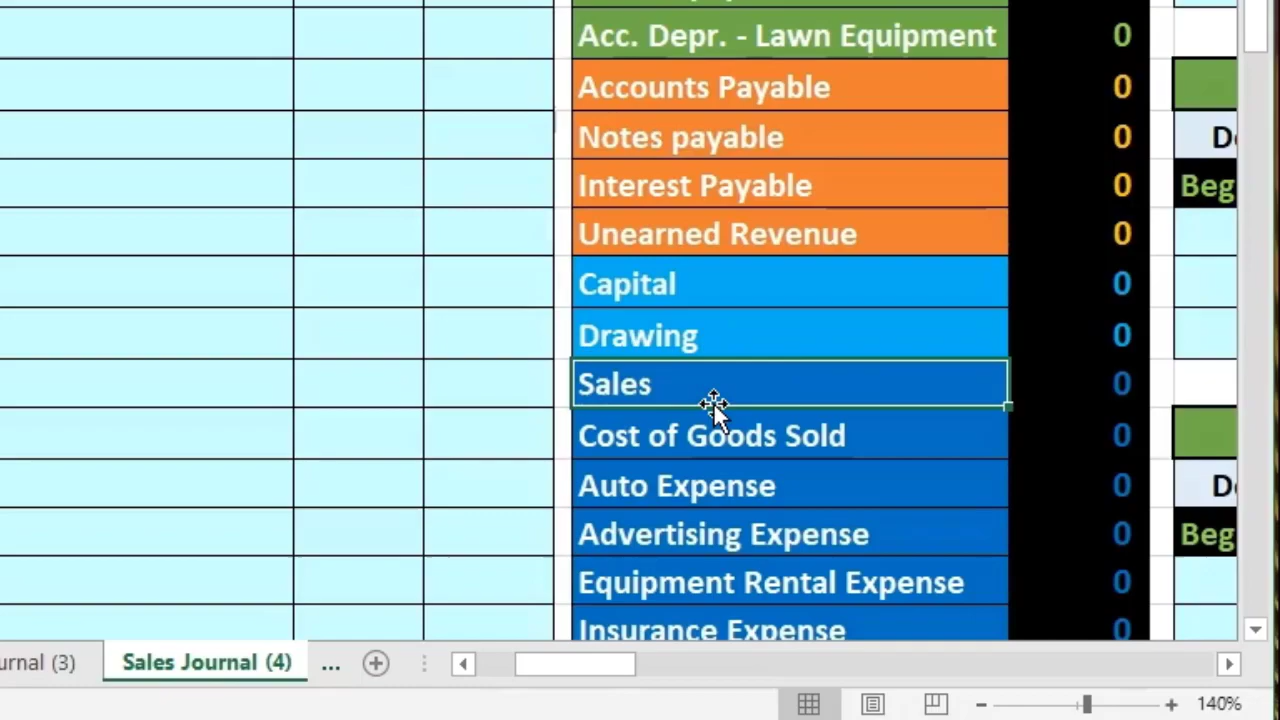 Acc. Depr. - Lawn Equipment 0
Accounts Payable 0
Notes payable 0
Interest Payable 0
Unearned Revenue 0
Capital 0
Drawing 0
Sales 0
Cost of Goods Sold 0
Auto Expense 0
Advertising Expense 0
Equipment Rental Expense 0
Insurance Expense 0
Beg
Beg
urnal (3) Sales Journal (4) ...
140%